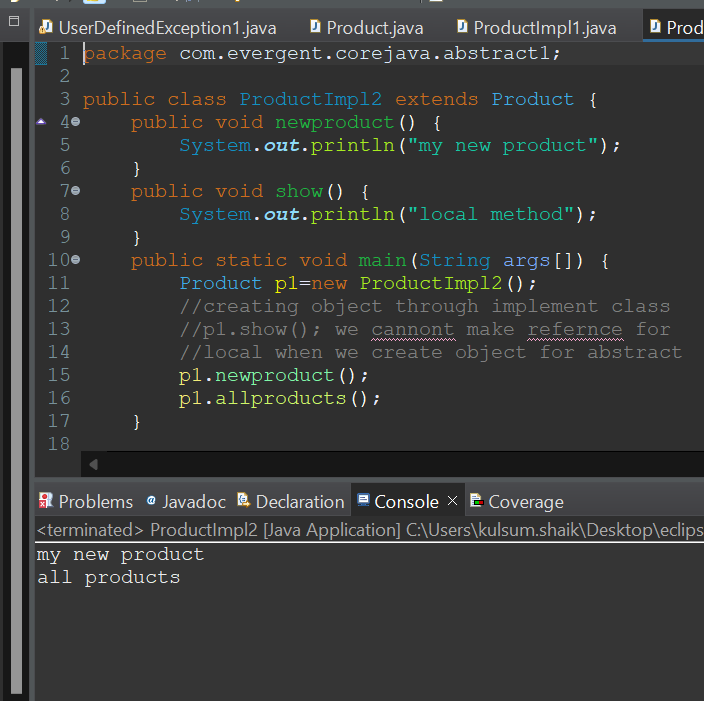 UserDefinedException1.java Product.java ProductImpl1.java Prod
1 package com.evergent.corejava.abstract1;
2
3 public class ProductImpl2 extends Product {
4 public void newproduct() {
5 System.out.println("my new product");
6 }
7 public void show() {
8 System.out.println("local method");
9 }
10 public static void main(String args[]) {
11 Product p1=new ProductImpl2();
12 //creating object through implement class
13 //p1.show(); we cannont make refernce for
14 //local when we create object for abstract
15 p1.newproduct();
16 p1.allproducts();
17 }
18
Problems @ Javadoc Declaration Console × Coverage
<terminated> ProductImpl2 [Java Application] C:\Users\kulsum.shaik\Desktop\eclips
my new product
all products